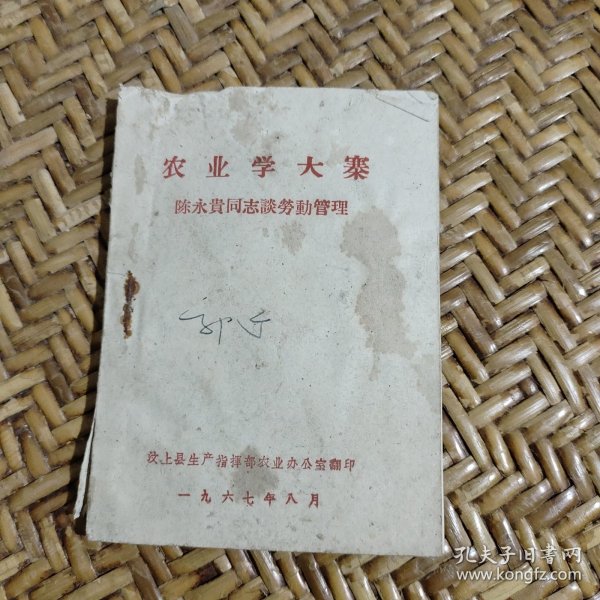 农业学大寨
陈永貴同志談勞動管理
汶上县生产指揮部农业办公室翻印
一九六七年八月
孔夫子旧书网
www.kongfz.com